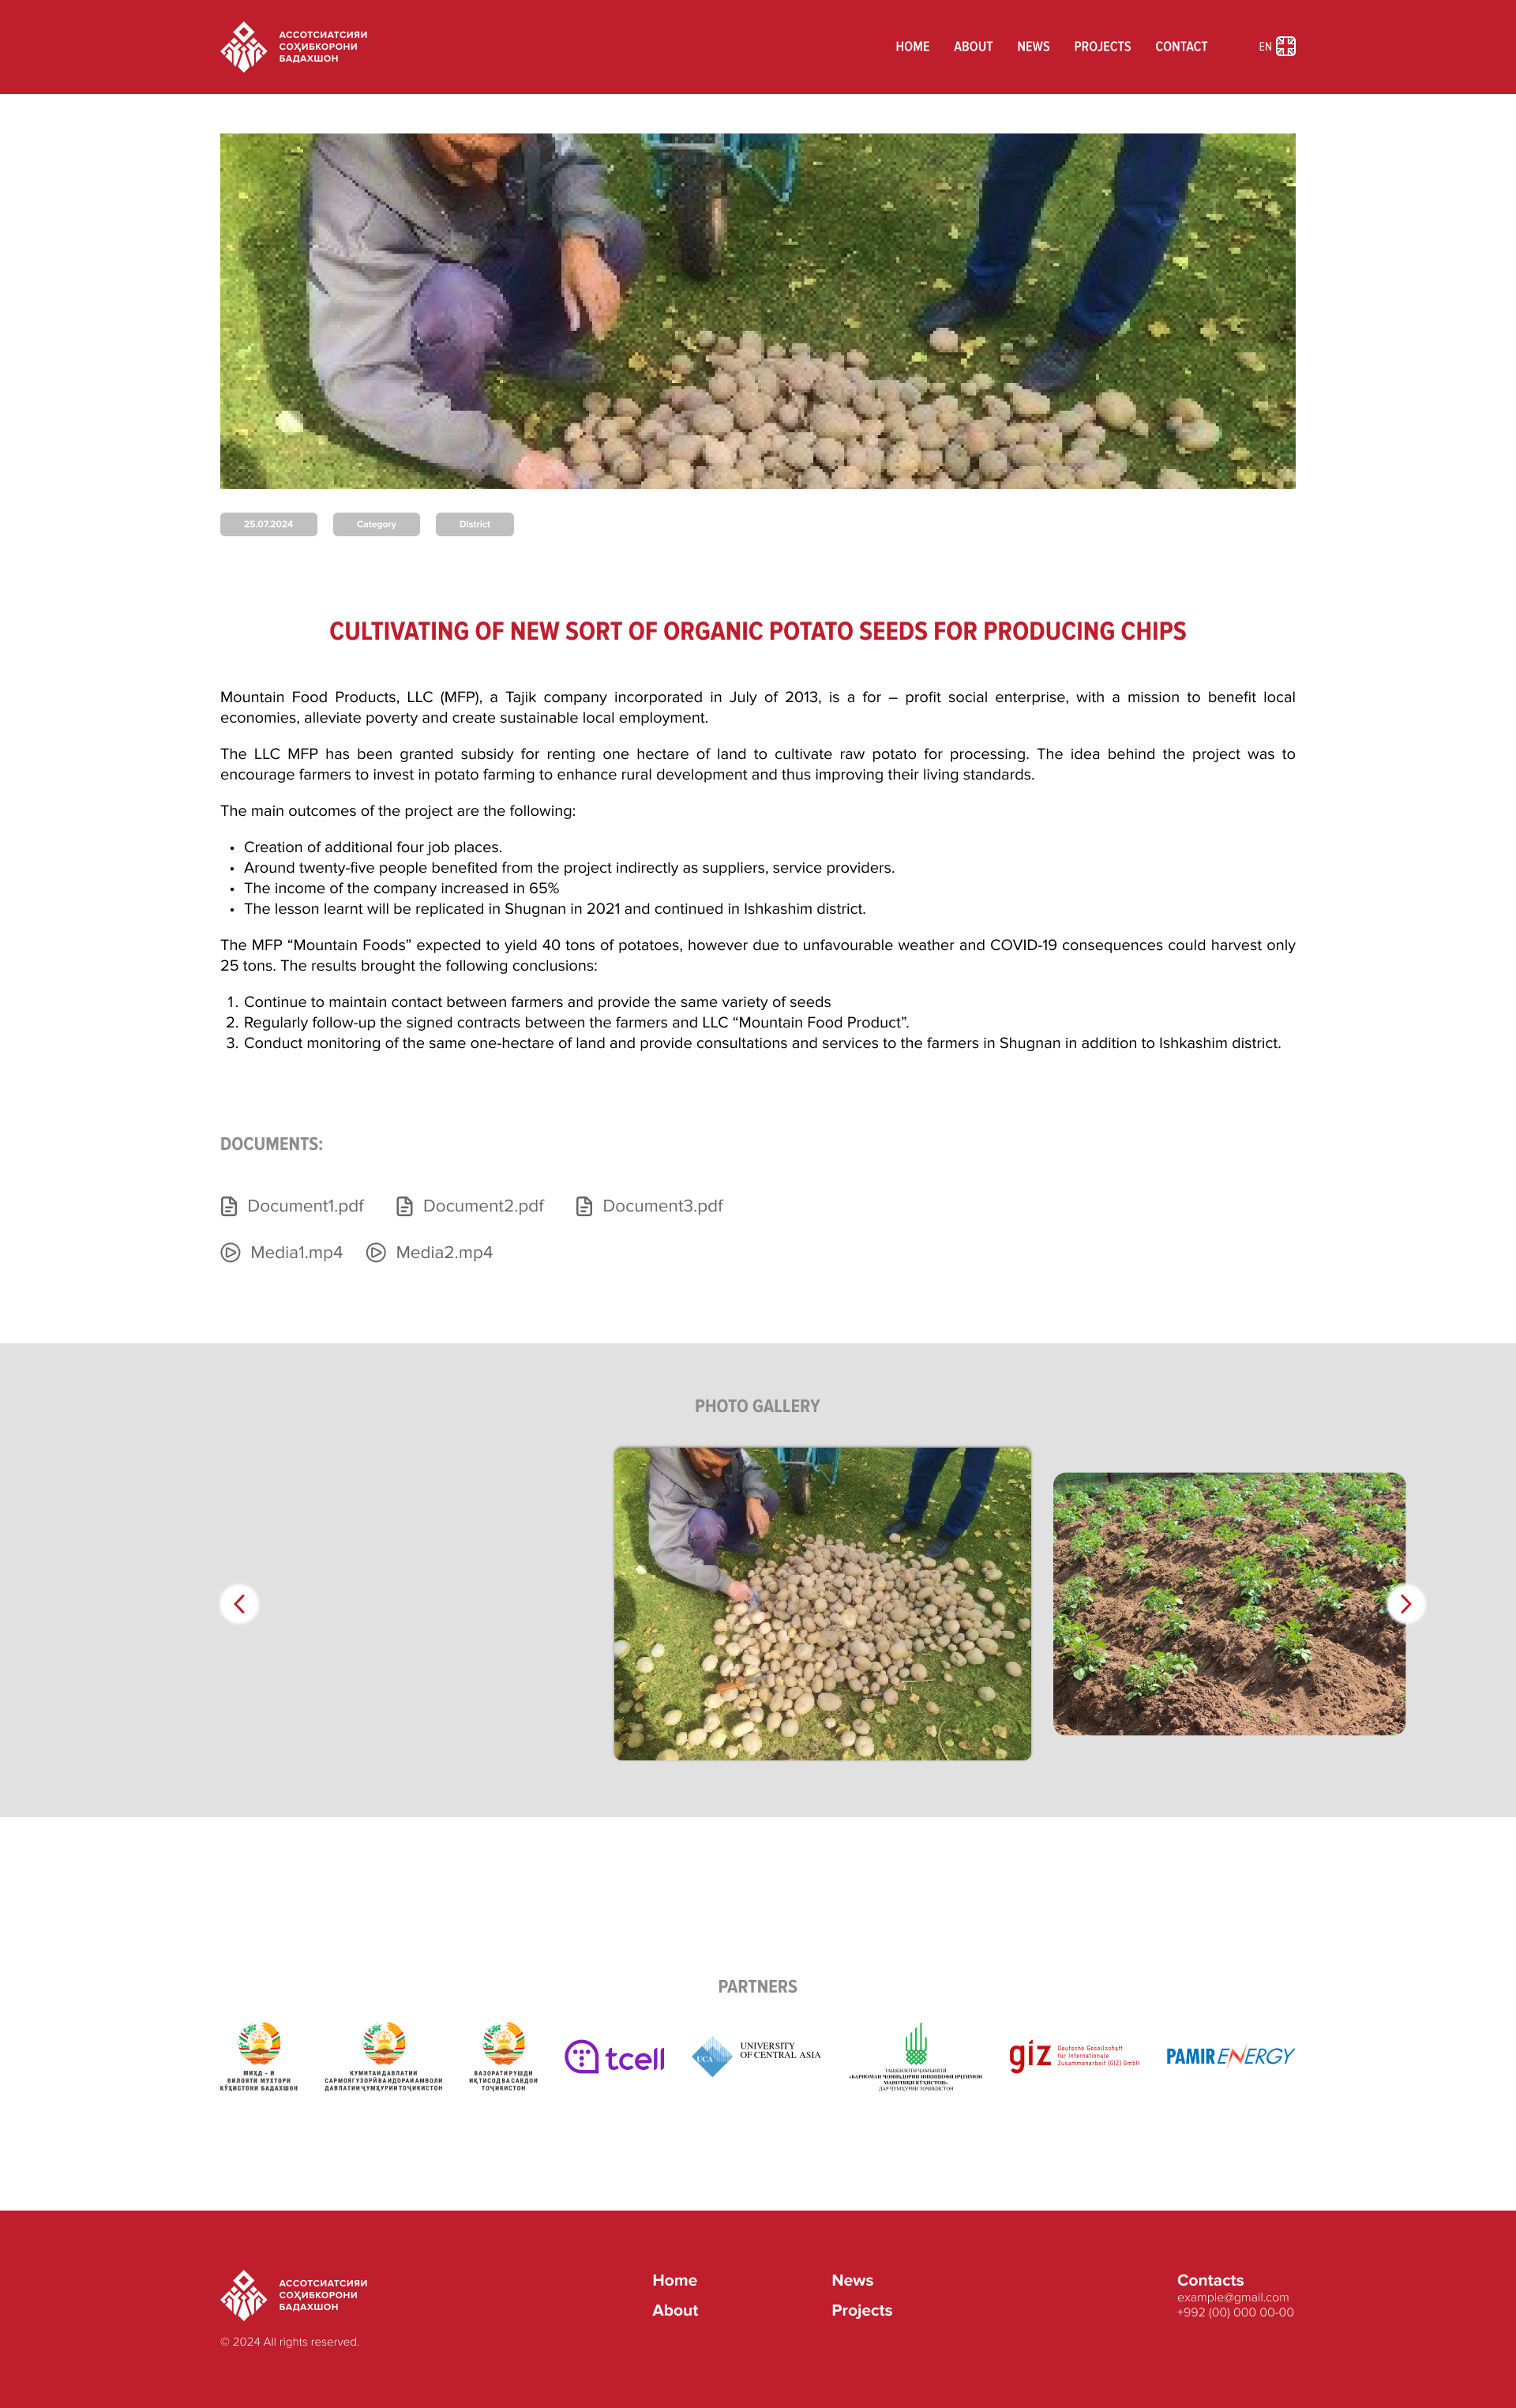 АССОТСИАТСИЯИ
СОҲИБКОРОНИ
БАДАХШОН
HOME ABOUT NEWS PROJECTS CONTACT EN
25.07.2024 Category District
CULTIVATING OF NEW SORT OF ORGANIC POTATO SEEDS FOR PRODUCING CHIPS
Mountain Food Products, LLC (MFP), a Tajik company incorporated in July of 2013, is a for – profit social enterprise, with a mission to benefit local
economies, alleviate poverty and create sustainable local employment.
The LLC MFP has been granted subsidy for renting one hectare of land to cultivate raw potato for processing. The idea behind the project was to
encourage farmers to invest in potato farming to enhance rural development and thus improving their living standards.
The main outcomes of the project are the following:
• Creation of additional four job places.
• Around twenty-five people benefited from the project indirectly as suppliers, service providers.
• The income of the company increased in 65%
• The lesson learnt will be replicated in Shugnan in 2021 and continued in Ishkashim district.
The MFP “Mountain Foods” expected to yield 40 tons of potatoes, however due to unfavourable weather and COVID-19 consequences could harvest only
25 tons. The results brought the following conclusions:
1. Continue to maintain contact between farmers and provide the same variety of seeds
2. Regularly follow-up the signed contracts between the farmers and LLC “Mountain Food Product”.
3. Conduct monitoring of the same one-hectare of land and provide consultations and services to the farmers in Shugnan in addition to Ishkashim district.
DOCUMENTS:
Document1.pdf Document2.pdf Document3.pdf
Media1.mp4 Media2.mp4
PHOTO GALLERY
PARTNERS
МИҲД - И
ВИЛОЯТИ МУХТОРИ
КӮҲИСТОНИ БАДАХШОН
КУМИТАИ ДАВЛАТИИ
САРМОЯГУЗОРӢ ВА ИДОРАИ АМВОЛИ
ДАВЛАТИИ ҶУМҲУРИИ ТОҶИКИСТОН
ВАЗОРАТИ РУШДИ
ИҚТИСОД ВА САВДОИ
ТОҶИКИСТОН
tcell
UCA
UNIVERSITY
OF CENTRAL ASIA
ТАШКИЛОТИ ҶАМЪИЯТӢ
«БАРНОМАИ ҶОНИБДОРИИ ИНКИШОФИ ИҶТИМОИ
МАНОТИҚИ КӮҲИСТОН»
ДАР ҶУМҲУРИИ ТОҶИКИСТОН
giz
Deutsche Gesellschaft
für Internationale
Zusammenarbeit (GIZ) GmbH
PAMIR ENERGY
АССОТСИАТСИЯИ
СОҲИБКОРОНИ
БАДАХШОН
© 2024 All rights reserved.
Home News
About Projects
Contacts
example@gmail.com
+992 (00) 000 00-00